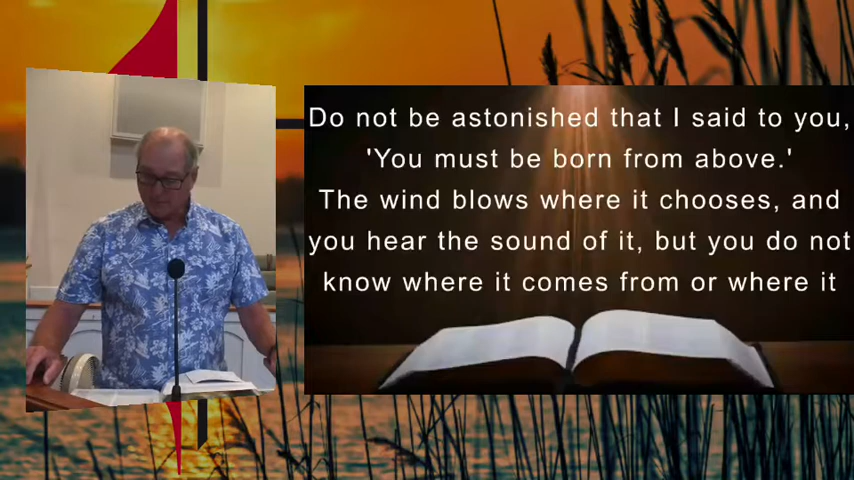 Do not be astonished that I said to you,
'You must be born from above.'
The wind blows where it chooses, and
you hear the sound of it, but you do not
know where it comes from or where it